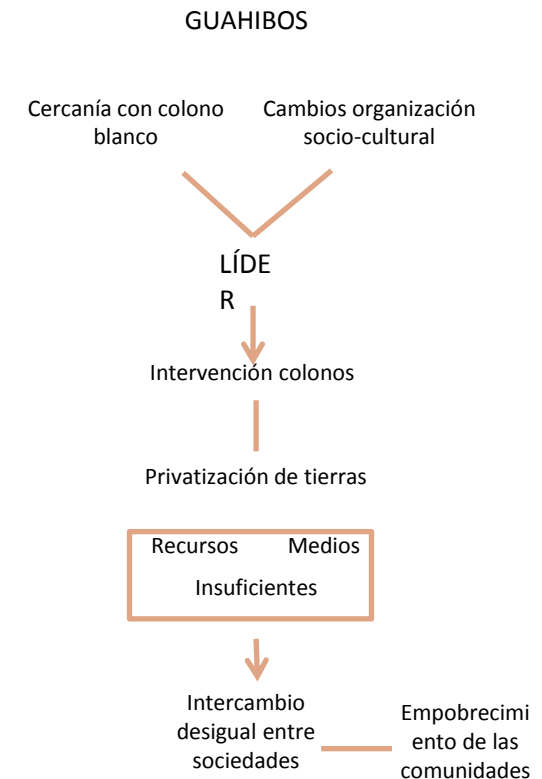 GUAHIBOS
Cercanía con colono
blanco
Cambios organización
socio-cultural
LÍDE
R
Intervención colonos
Privatización de tierras
Recursos Medios
Insuficientes
Intercambio
desigual entre
sociedades
Empobrecimi
ento de las
comunidades